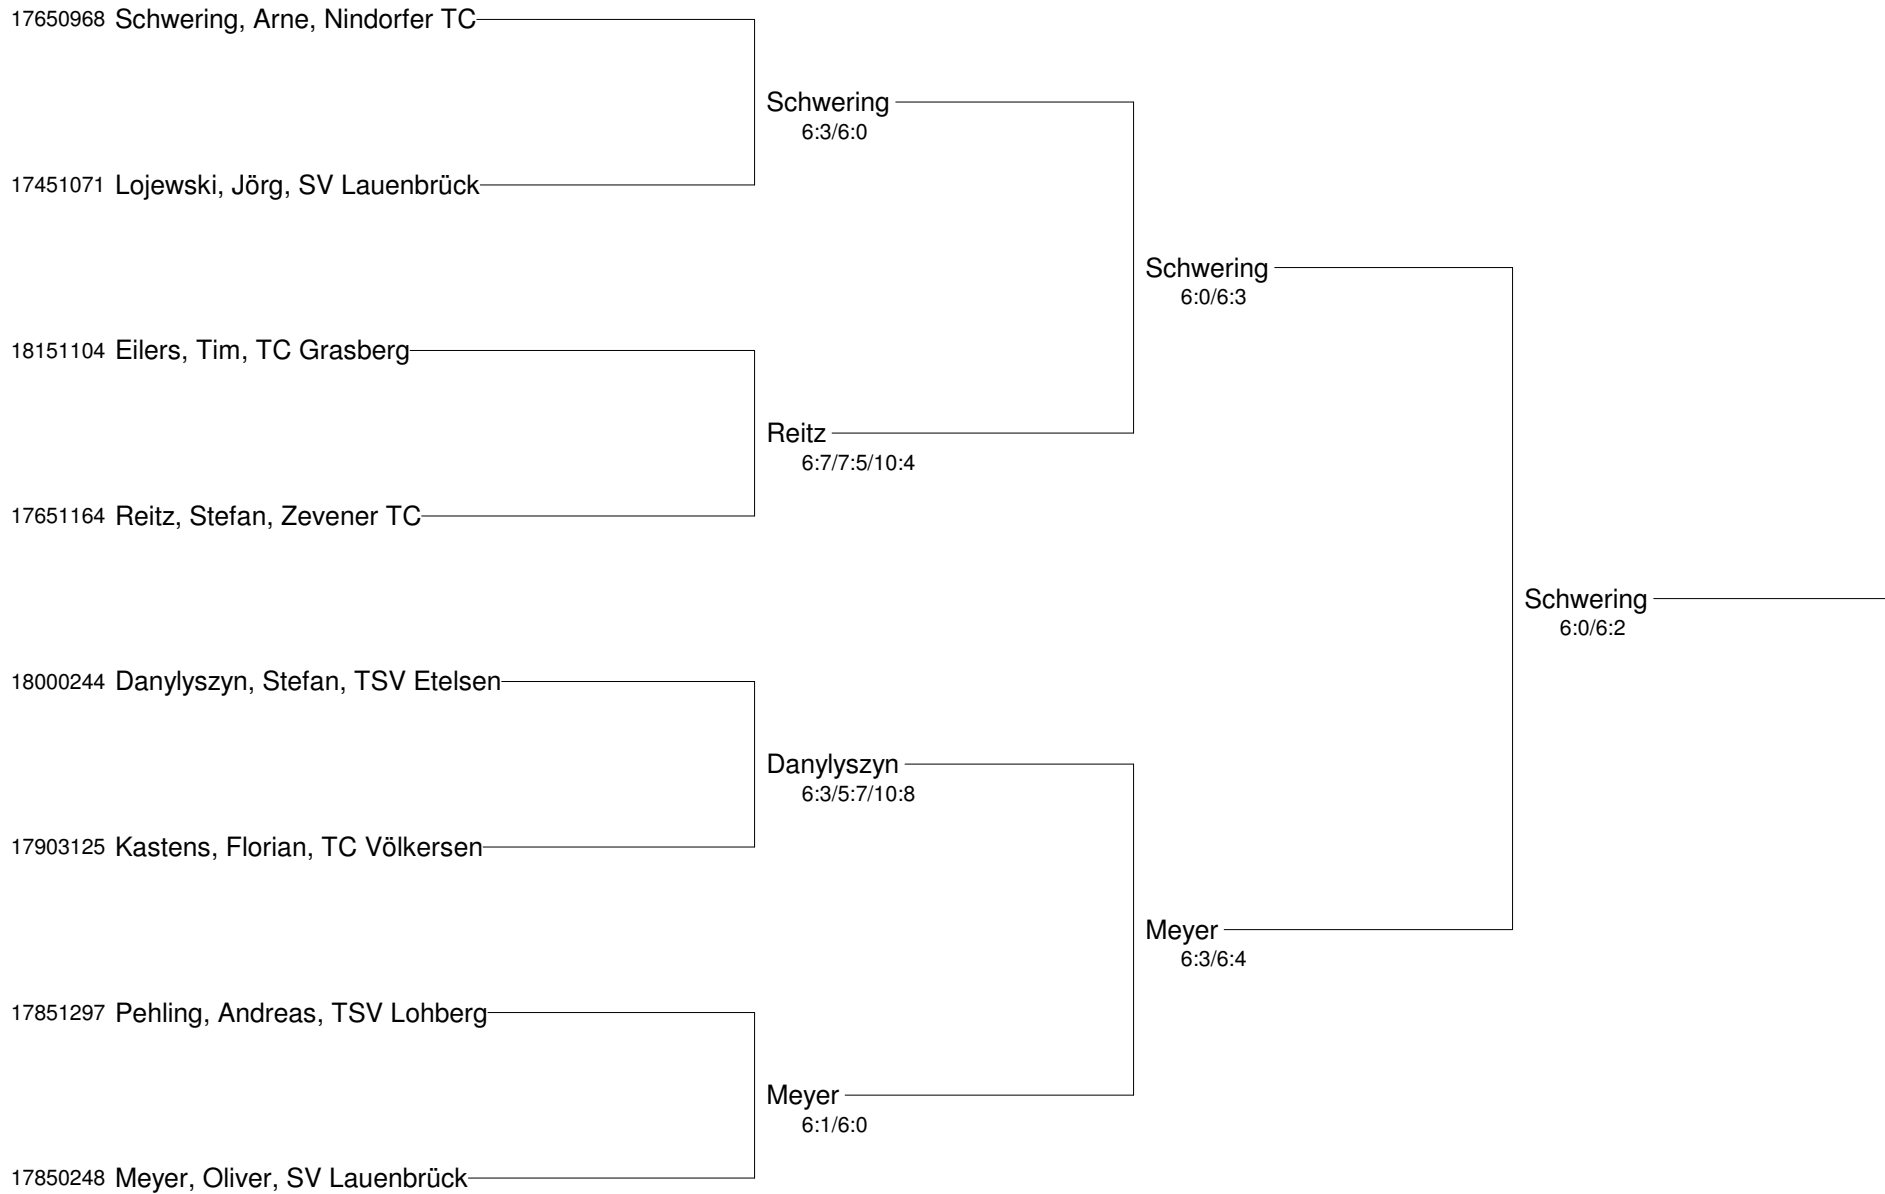 17650968 Schwering, Arne, Nindorfer TC
Schwering
6:3/6:0
17451071 Lojewski, Jörg, SV Lauenbrück
Schwering
6:0/6:3
18151104 Eilers, Tim, TC Grasberg
Reitz
6:7/7:5/10:4
17651164 Reitz, Stefan, Zevener TC
Schwering
6:0/6:2
18000244 Danylyszyn, Stefan, TSV Etelsen
Danylyszyn
6:3/5:7/10:8
17903125 Kastens, Florian, TC Völkersen
Meyer
6:3/6:4
17851297 Pehling, Andreas, TSV Lohberg
Meyer
6:1/6:0
17850248 Meyer, Oliver, SV Lauenbrück